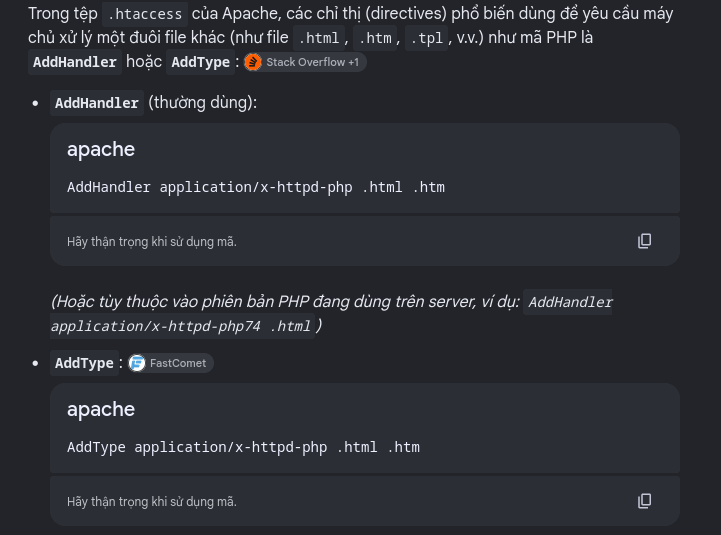 Trong tệp .htaccess của Apache, các chỉ thị (directives) phổ biến dùng để yêu cầu máy
chủ xử lý một đuôi file khác (như file .html, .htm, .tpl, v.v.) như mã PHP là
AddHandler hoặc AddType: Stack Overflow +1
• AddHandler (thường dùng):
apache
AddHandler application/x-httpd-php .html .htm
Hãy thận trọng khi sử dụng mã.
(Hoặc tùy thuộc vào phiên bản PHP đang dùng trên server, ví dụ: AddHandler
application/x-httpd-php74 .html)
• AddType: FastComet
apache
AddType application/x-httpd-php .html .htm
Hãy thận trọng khi sử dụng mã.